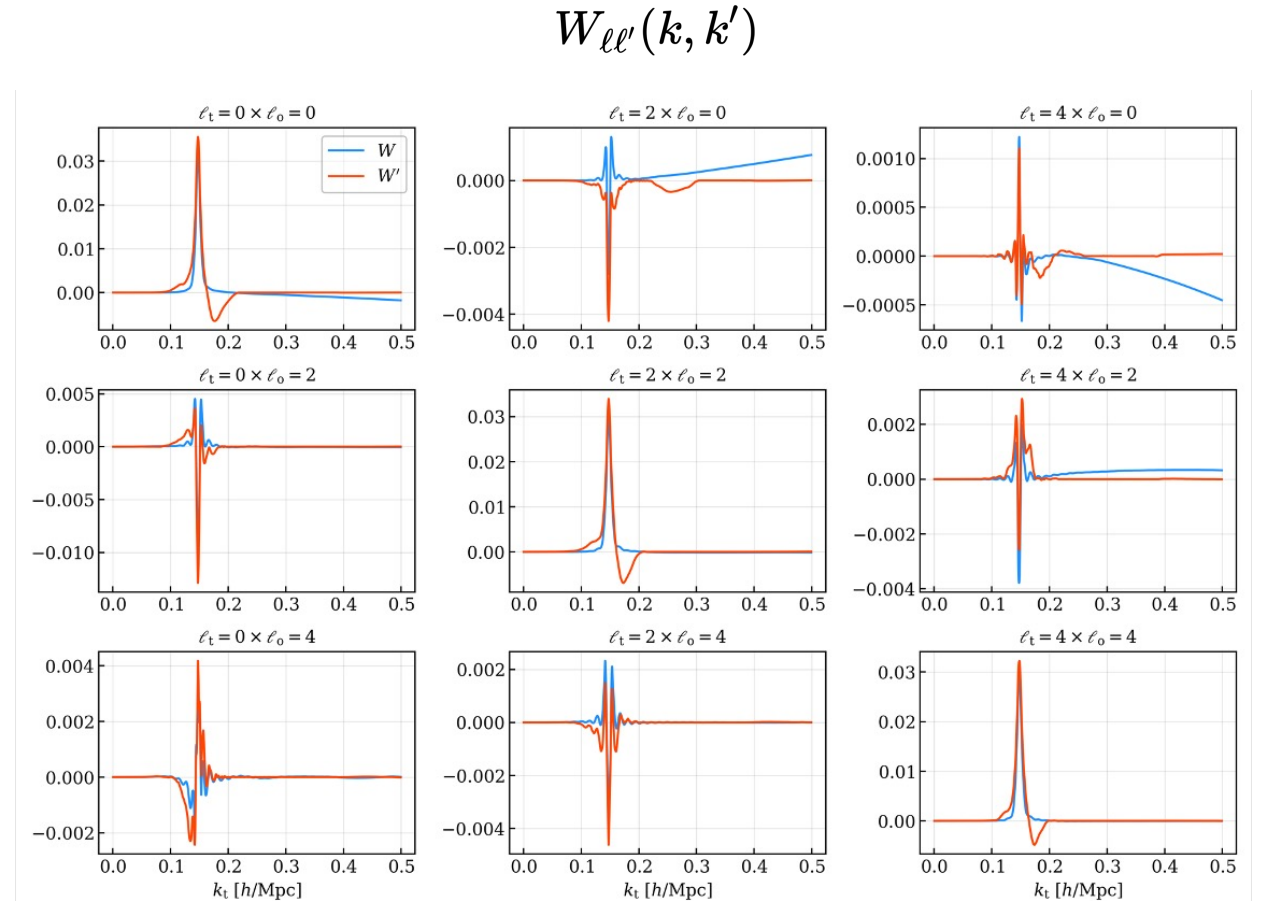 W_{ℓℓ′}(k, k′)
ℓ_t = 0 × ℓ_o = 0
ℓ_t = 2 × ℓ_o = 0
ℓ_t = 4 × ℓ_o = 0
W
W′
0.03
0.02
0.01
0.00
0.000
−0.002
−0.004
0.0010
0.0005
0.0000
−0.0005
0.0 0.1 0.2 0.3 0.4 0.5
0.0 0.1 0.2 0.3 0.4 0.5
0.0 0.1 0.2 0.3 0.4 0.5
ℓ_t = 0 × ℓ_o = 2
ℓ_t = 2 × ℓ_o = 2
ℓ_t = 4 × ℓ_o = 2
0.005
0.000
−0.005
−0.010
0.03
0.02
0.01
0.00
0.002
0.000
−0.002
−0.004
0.0 0.1 0.2 0.3 0.4 0.5
0.0 0.1 0.2 0.3 0.4 0.5
0.0 0.1 0.2 0.3 0.4 0.5
ℓ_t = 0 × ℓ_o = 4
ℓ_t = 2 × ℓ_o = 4
ℓ_t = 4 × ℓ_o = 4
0.004
0.002
0.000
−0.002
0.002
0.000
−0.002
−0.004
0.03
0.02
0.01
0.00
0.0 0.1 0.2 0.3 0.4 0.5
0.0 0.1 0.2 0.3 0.4 0.5
0.0 0.1 0.2 0.3 0.4 0.5
k_t [h/Mpc]
k_t [h/Mpc]
k_t [h/Mpc]